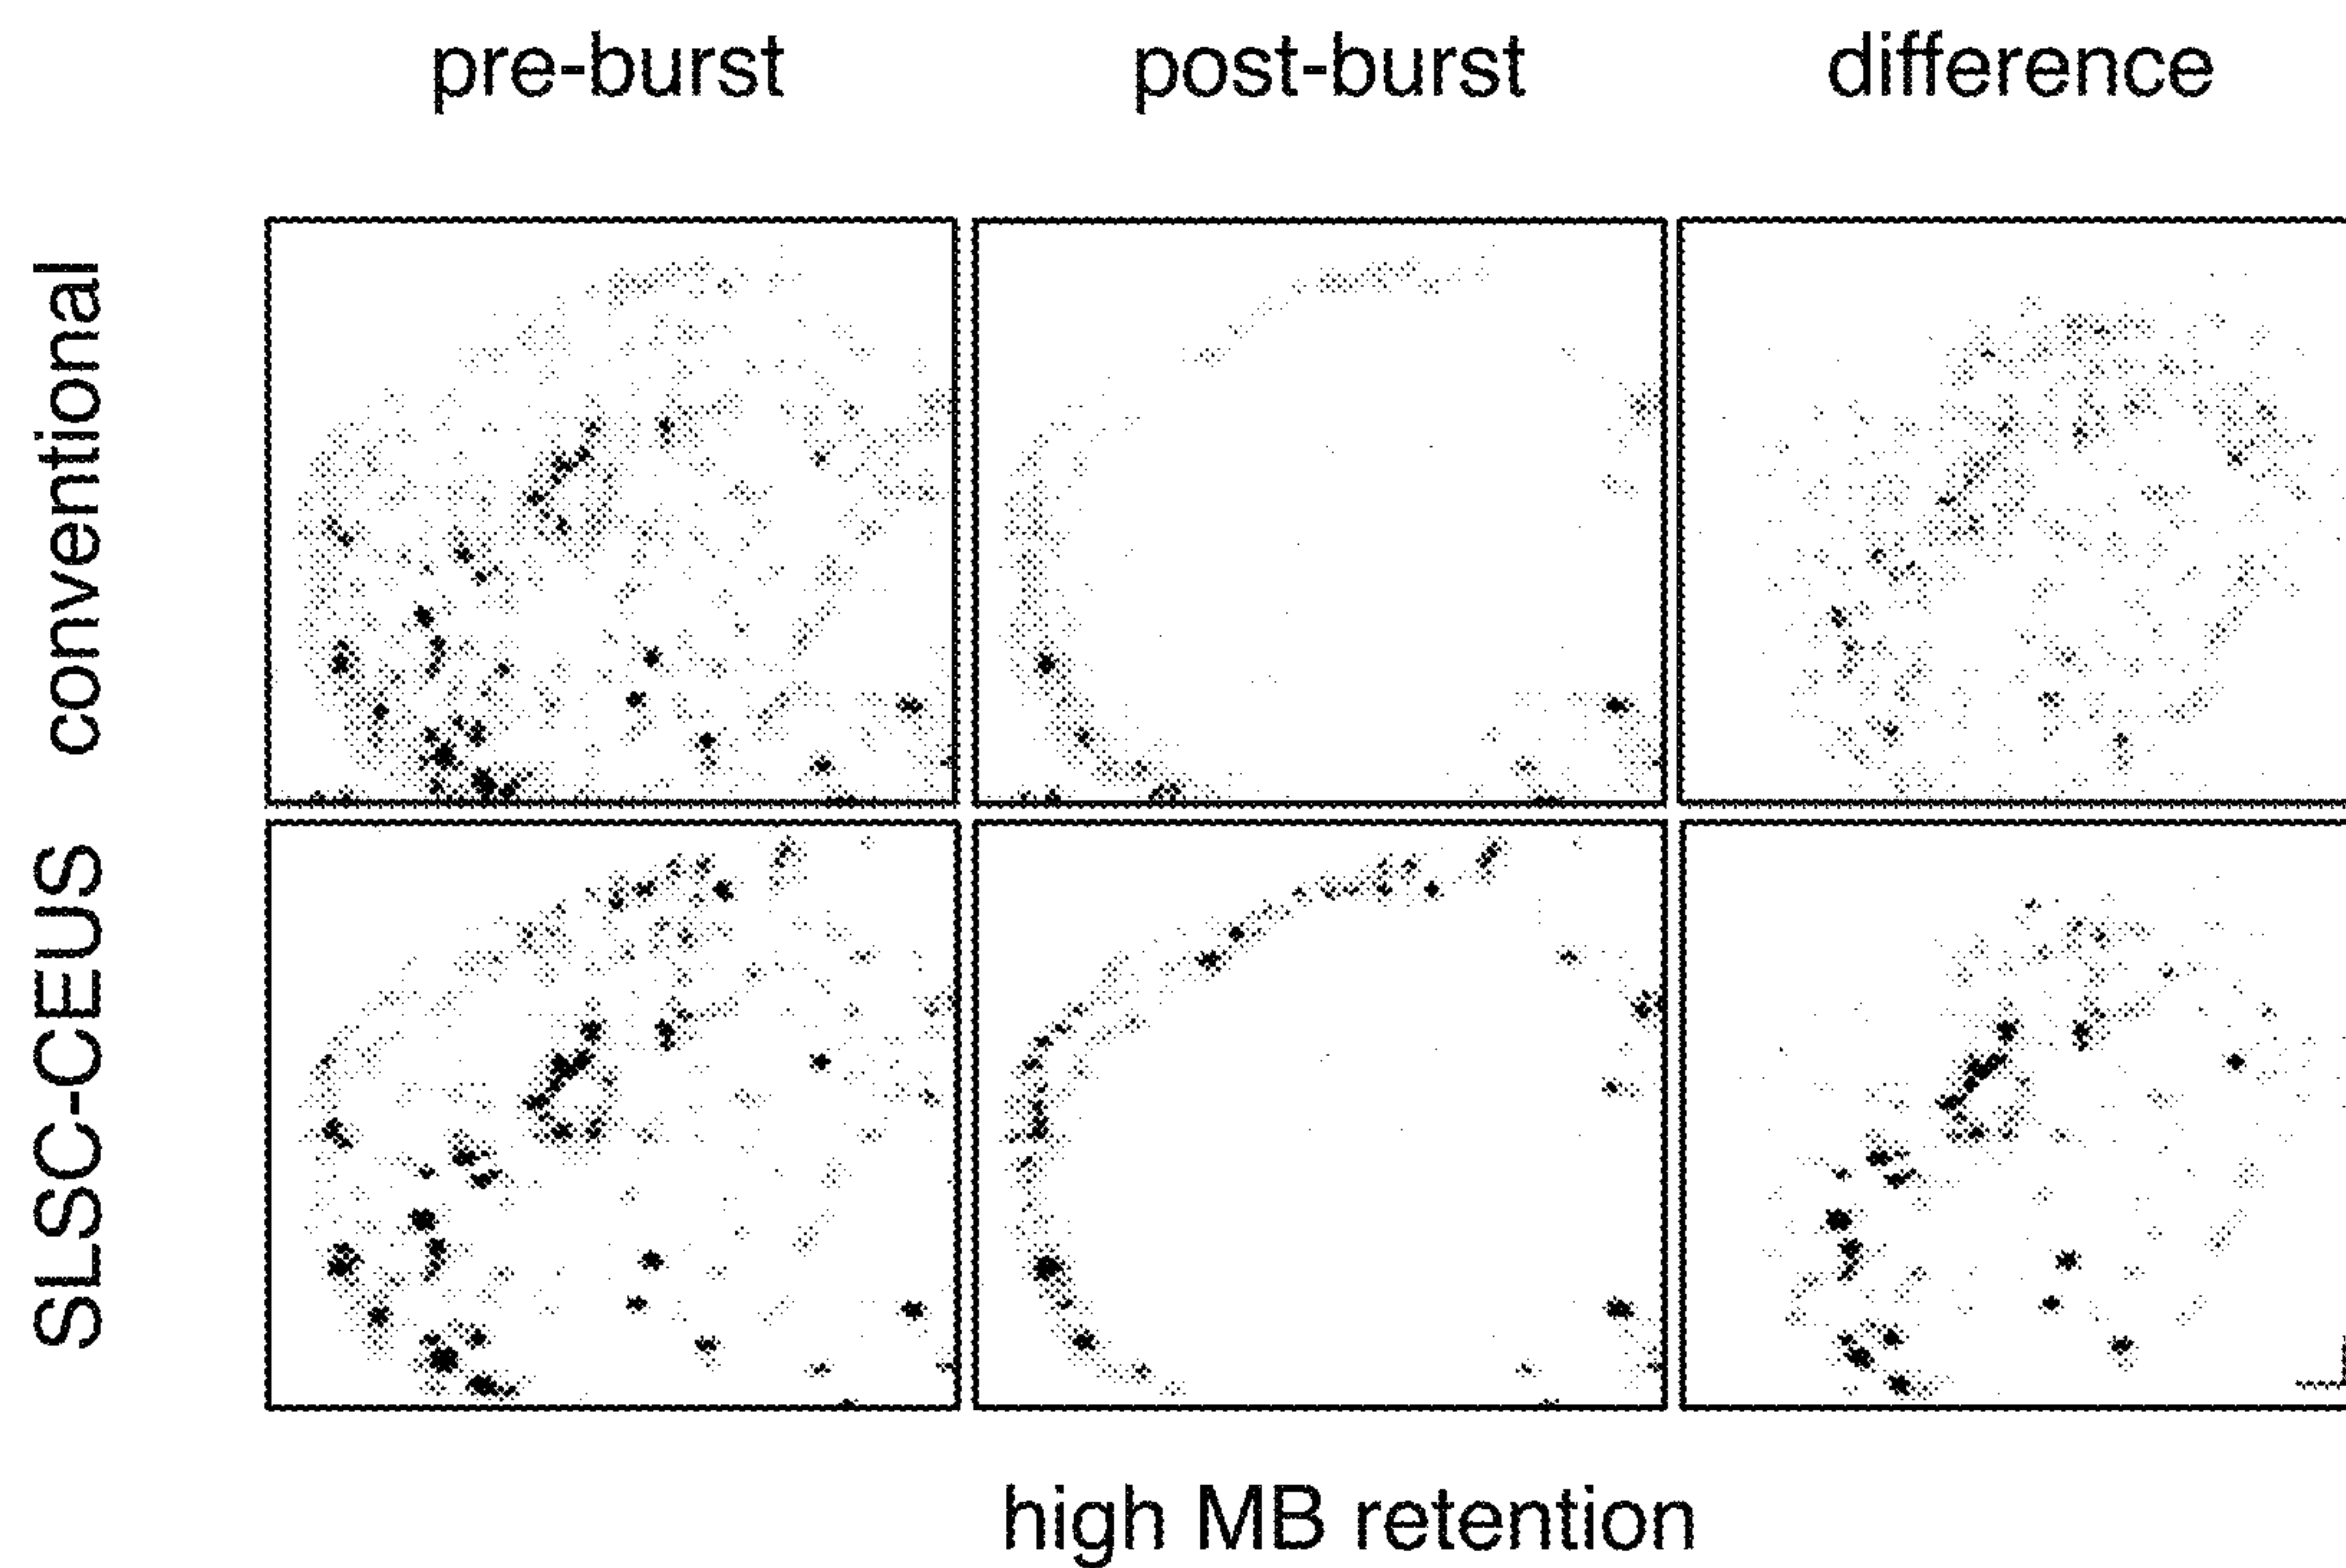 pre-burst post-burst difference
conventional
SLSC-CEUS
high MB retention